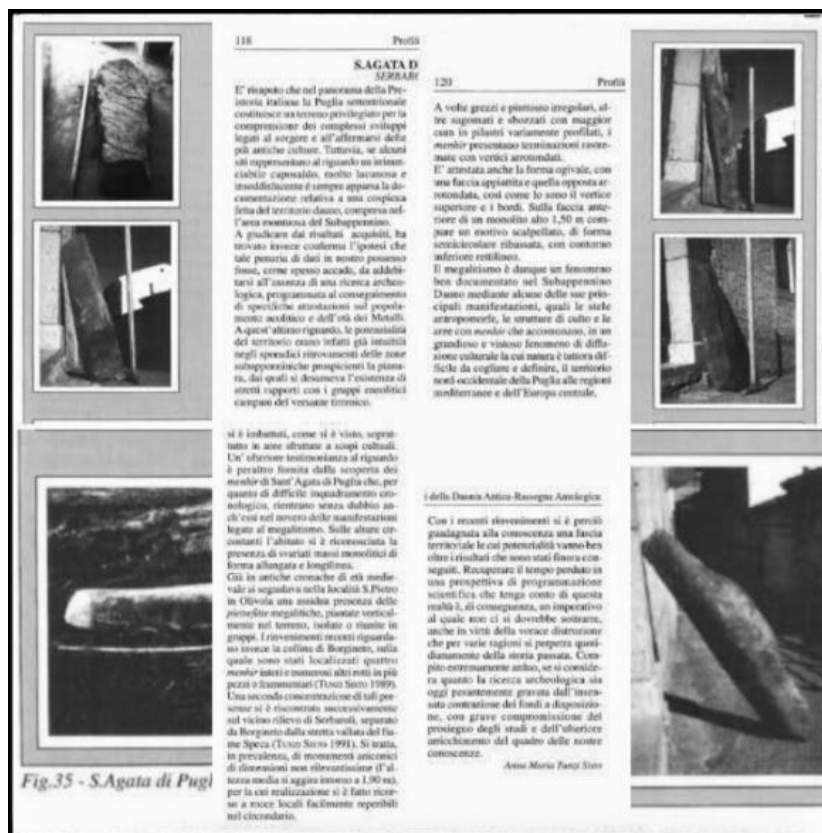 118 Profili
S.AGATA D
SERBARI
E' risaputo che nel panorama della Pre-
istoria italiana la Puglia settentrionale
costituisce un terreno privilegiato per la
comprensione dei complessi sviluppi
legati al sorgere e all'affermarsi delle
più antiche culture. Tuttavia, se alcuni
siti rappresentano al riguardo un irrinun-
ciabile caposaldo, molto lacunosa e
insoddisfacente è sempre apparsa la do-
cumentazione relativa a una cospicua
fetta del territorio dauno, compresa nel-
l'area montuosa del Subappennino.
A giudicare dai risultati acquisiti, ha
trovato invece conferma l'ipotesi che
tale penuria di dati in nostro possesso
fosse, come spesso accade, da addebi-
tarsi all'assenza di una ricerca archeo-
logica, programmata al conseguimento
di specifiche attestazioni sul popola-
mento neolitico e dell'età dei Metalli.
A quest'ultimo riguardo, le potenzialità
del territorio erano infatti già intuibili
negli sporadici ritrovamenti delle zone
subappenniniche prospicienti la pianu-
ra, dai quali si desumeva l'esistenza di
stretti rapporti con i gruppi eneolitici
campani del versante tirrenico.
si è imbattuti, come si è visto, soprat-
tutto in aree sfruttate a scopi cultuali.
Un' ulteriore testimonianza al riguardo
è peraltro fornita dalla scoperta dei
menhir di Sant'Agata di Puglia che, per
quanto di difficile inquadramento cro-
nologico, rientrano senza dubbio an-
ch'essi nel novero delle manifestazioni
legate al megalitismo. Sulle alture cir-
costanti l'abitato si è riconosciuta la
presenza di svariati massi monolitici di
forma allungata e longilinea.
Già in antiche cronache di età medie-
vale si segnalava nella località S.Pietro
in Olivola una assidua presenza delle
pietrefitte megalitiche, piantate vertical-
mente nel terreno, isolate o riunite in
gruppi. I rinvenimenti recenti riguarda-
no invece la collina di Borgineto, sulla
quale sono stati localizzati quattro
menhir interi e numerosi altri rotti in più
pezzi o frammentari (Tunzi Sisto 1989).
Una seconda concentrazione di tali pre-
senze si è riscontrata successivamente
sul vicino rilievo di Serbaroli, separato
da Borgineto dalla stretta vallata del fiu-
me Speca (Tunzi Sisto 1991). Si tratta,
in prevalenza, di monumenti aniconici
di dimensioni non rilevantissime (l'al-
tezza media si aggira intorno a 1,90 m),
per la cui realizzazione si è fatto ricor-
so a rocce locali facilmente reperibili
nel circondario.
120 Profili
A volte grezzi e piuttosto irregolari, al-
tre sagomati e sbozzati con maggior
cura in pilastri variamente profilati, i
menhir presentano terminazioni rastre-
mate con vertici arrotondati.
E' attestata anche la forma ogivale, con
una faccia appiattita e quella opposta ar-
rotondata, così come lo sono il vertice
superiore e i bordi. Sulla faccia ante-
riore di un monolito alto 1,50 m com-
pare un motivo scalpellato, di forma
semicircolare ribassata, con contorno
inferiore rettilineo.
Il megalitismo è dunque un fenomeno
ben documentato nel Subappennino
Dauno mediante alcune delle sue prin-
cipali manifestazioni, quali le stele
antropomorfe, le strutture di culto e le
aree con menhir che accomunano, in un
grandioso e vistoso fenomeno di diffu-
sione culturale la cui natura è tuttora dif-
ficile da cogliere e definire, il territorio
nord-occidentale della Puglia alle regioni
mediterranee e dell'Europa centrale.
i della Daunia Antica-Rassegna Antologica
Con i recenti rinvenimenti si è perciò
guadagnata alla conoscenza una fascia
territoriale le cui potenzialità vanno ben
oltre i risultati che sono stati finora con-
seguiti. Recuperare il tempo perduto in
una prospettiva di programmazione
scientifica che tenga conto di questa
realtà è, di conseguenza, un imperativo
al quale non ci si dovrebbe sottrarre,
anche in virtù della vorace distruzione
che per varie ragioni si perpetra quoti-
dianamente della storia passata. Com-
pito estremamente arduo, se si conside-
ra quanto la ricerca archeologica sia
oggi pesantemente gravata dall'insen-
sata contrazione dei fondi a disposizio-
ne, con grave compromissione del
prosieguo degli studi e dell'ulteriore
arricchimento del quadro delle nostre
conoscenze.
Anna Maria Tunzi Sisto
Fig.35 - S.Agata di Pugl